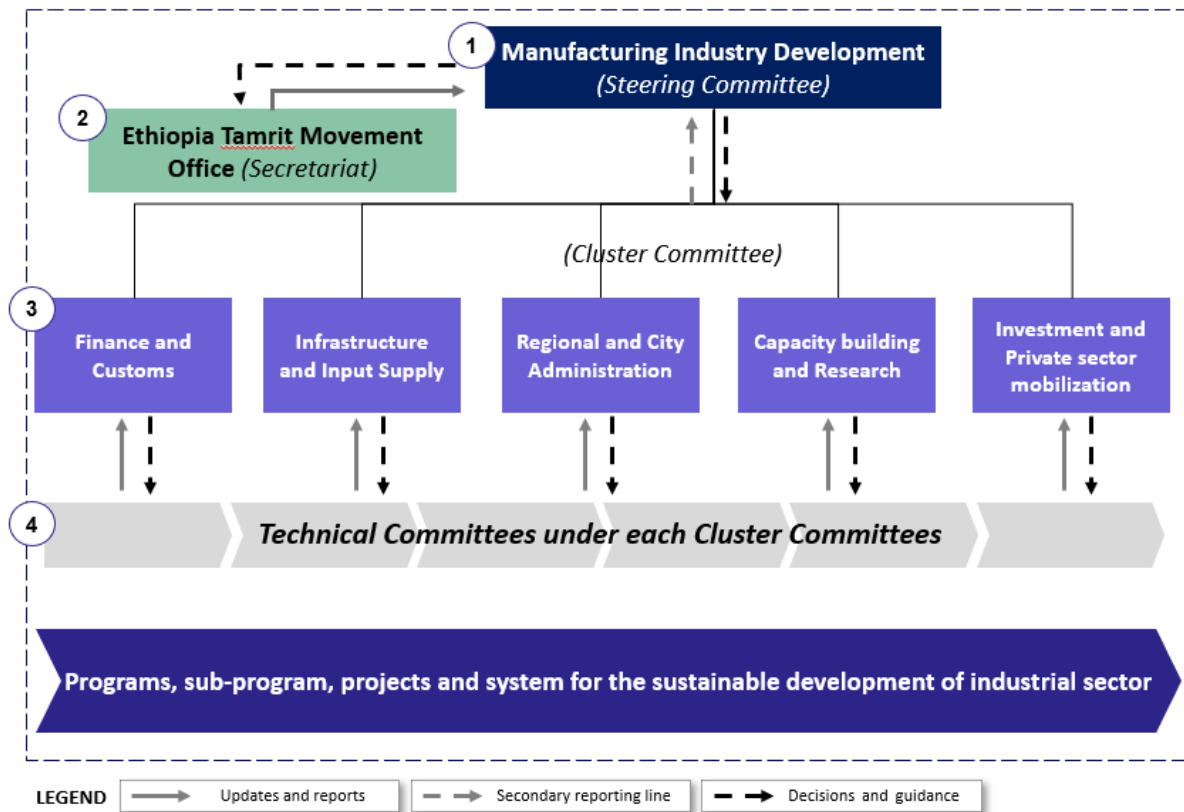 1
Manufacturing Industry Development
(Steering Committee)
2
Ethiopia Tamrit Movement
Office (Secretariat)
(Cluster Committee)
3
Finance and
Customs
Infrastructure
and Input Supply
Regional and City
Administration
Capacity building
and Research
Investment and
Private sector
mobilization
4
Technical Committees under each Cluster Committees
Programs, sub-program, projects and system for the sustainable development of industrial sector
LEGEND
Updates and reports
Secondary reporting line
Decisions and guidance